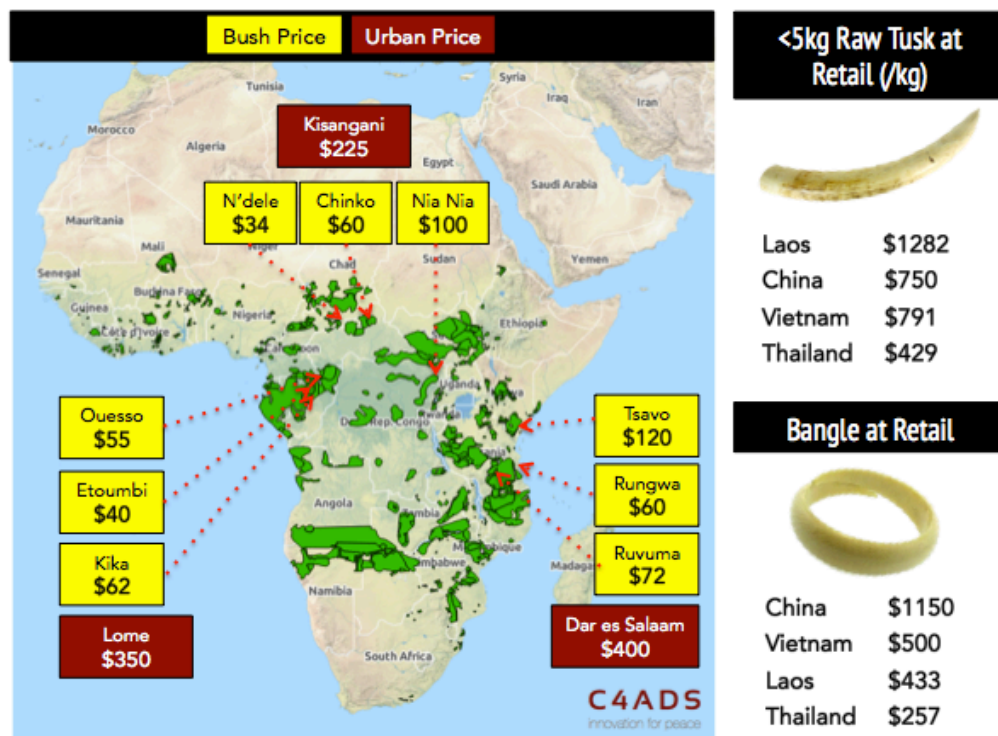 Bush Price
Urban Price
Tunisia
Syria
Iraq
Iran
Morocco
Algeria
Egypt
Saudi Arabia
Kisangani
$225
N'dele
$34
Chinko
$60
Nia Nia
$100
Mauritania
Mali
Niger
Chad
Sudan
Yemen
Senegal
Burkina Faso
Guinea
Côte d'Ivoire
Nigeria
Ethiopia
Cameroon
Uganda
Rwanda
Dem. Rep. Congo
Ouesso
$55
Etoumbi
$40
Kika
$62
Lome
$350
Tsavo
$120
Rungwa
$60
Ruvuma
$72
Dar es Salaam
$400
Angola
Zambia
Mozambique
Zimbabwe
Madagas
Namibia
South Africa
C4ADS
innovation for peace
<5kg Raw Tusk at
Retail (/kg)
Laos $1282
China $750
Vietnam $791
Thailand $429
Bangle at Retail
China $1150
Vietnam $500
Laos $433
Thailand $257